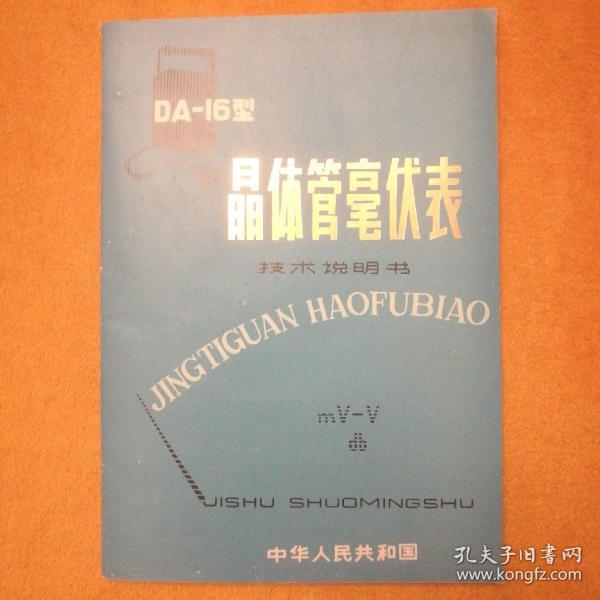 DA-16型
晶体管毫伏表
技术说明书
JINGTIGUAN HAOFUBIAO
mV-V
db
JISHU SHUOMINGSHU
中华人民共和国
孔夫子旧书网
www.kongfz.com